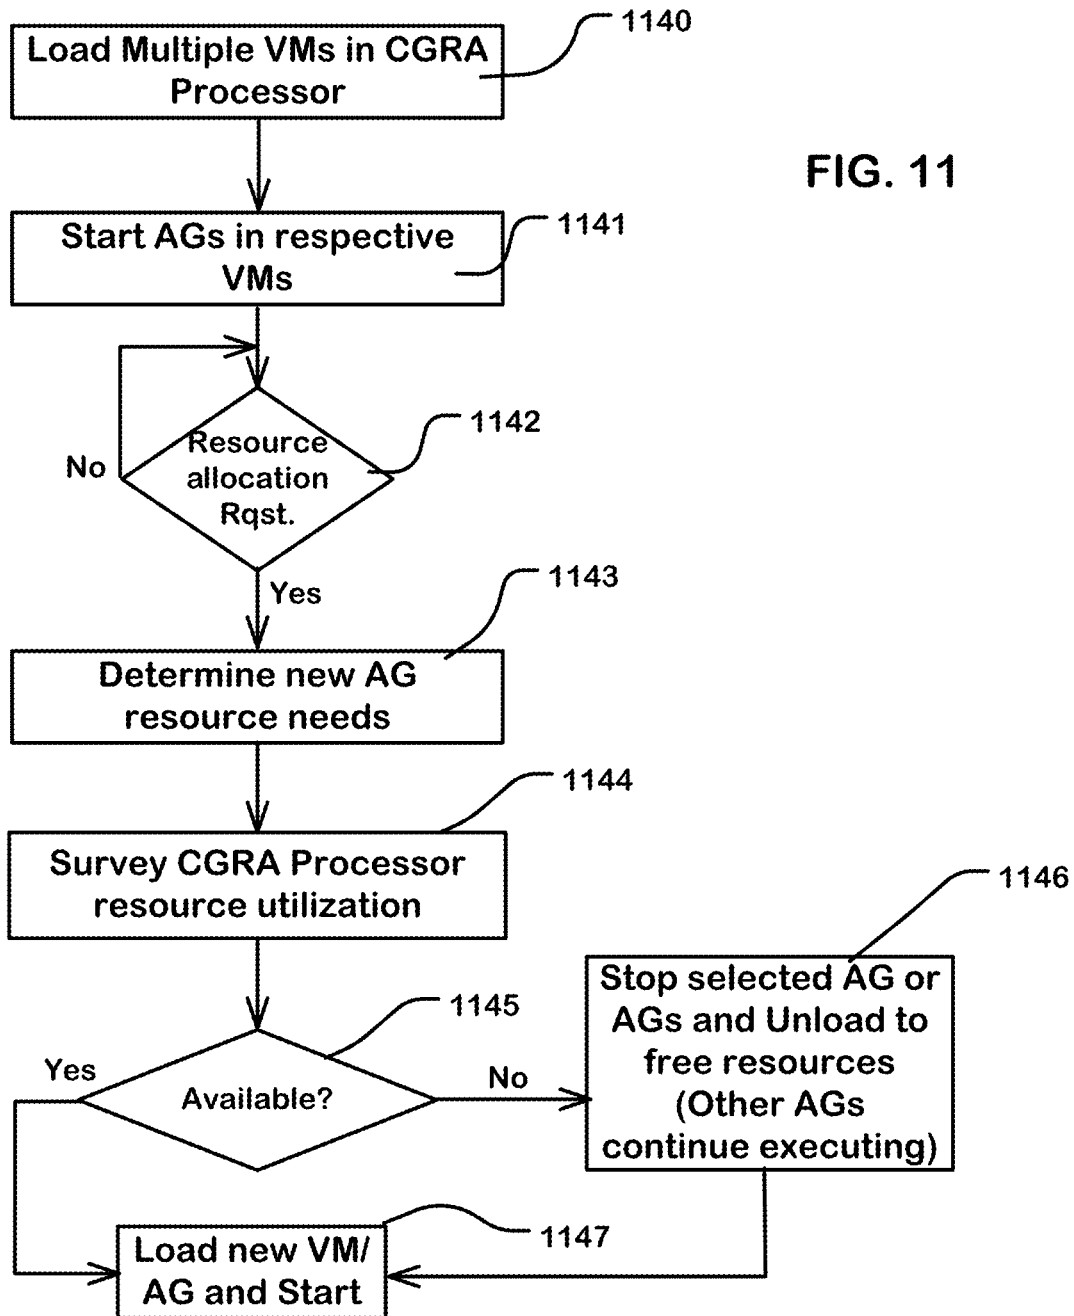 1140
Load Multiple VMs in CGRA
Processor
FIG. 11
1141
Start AGs in respective
VMs
1142
Resource
allocation
Rqst.
No
Yes
1143
Determine new AG
resource needs
1144
Survey CGRA Processor
resource utilization
1145
Available?
Yes
No
1146
Stop selected AG or
AGs and Unload to
free resources
(Other AGs
continue executing)
1147
Load new VM/
AG and Start